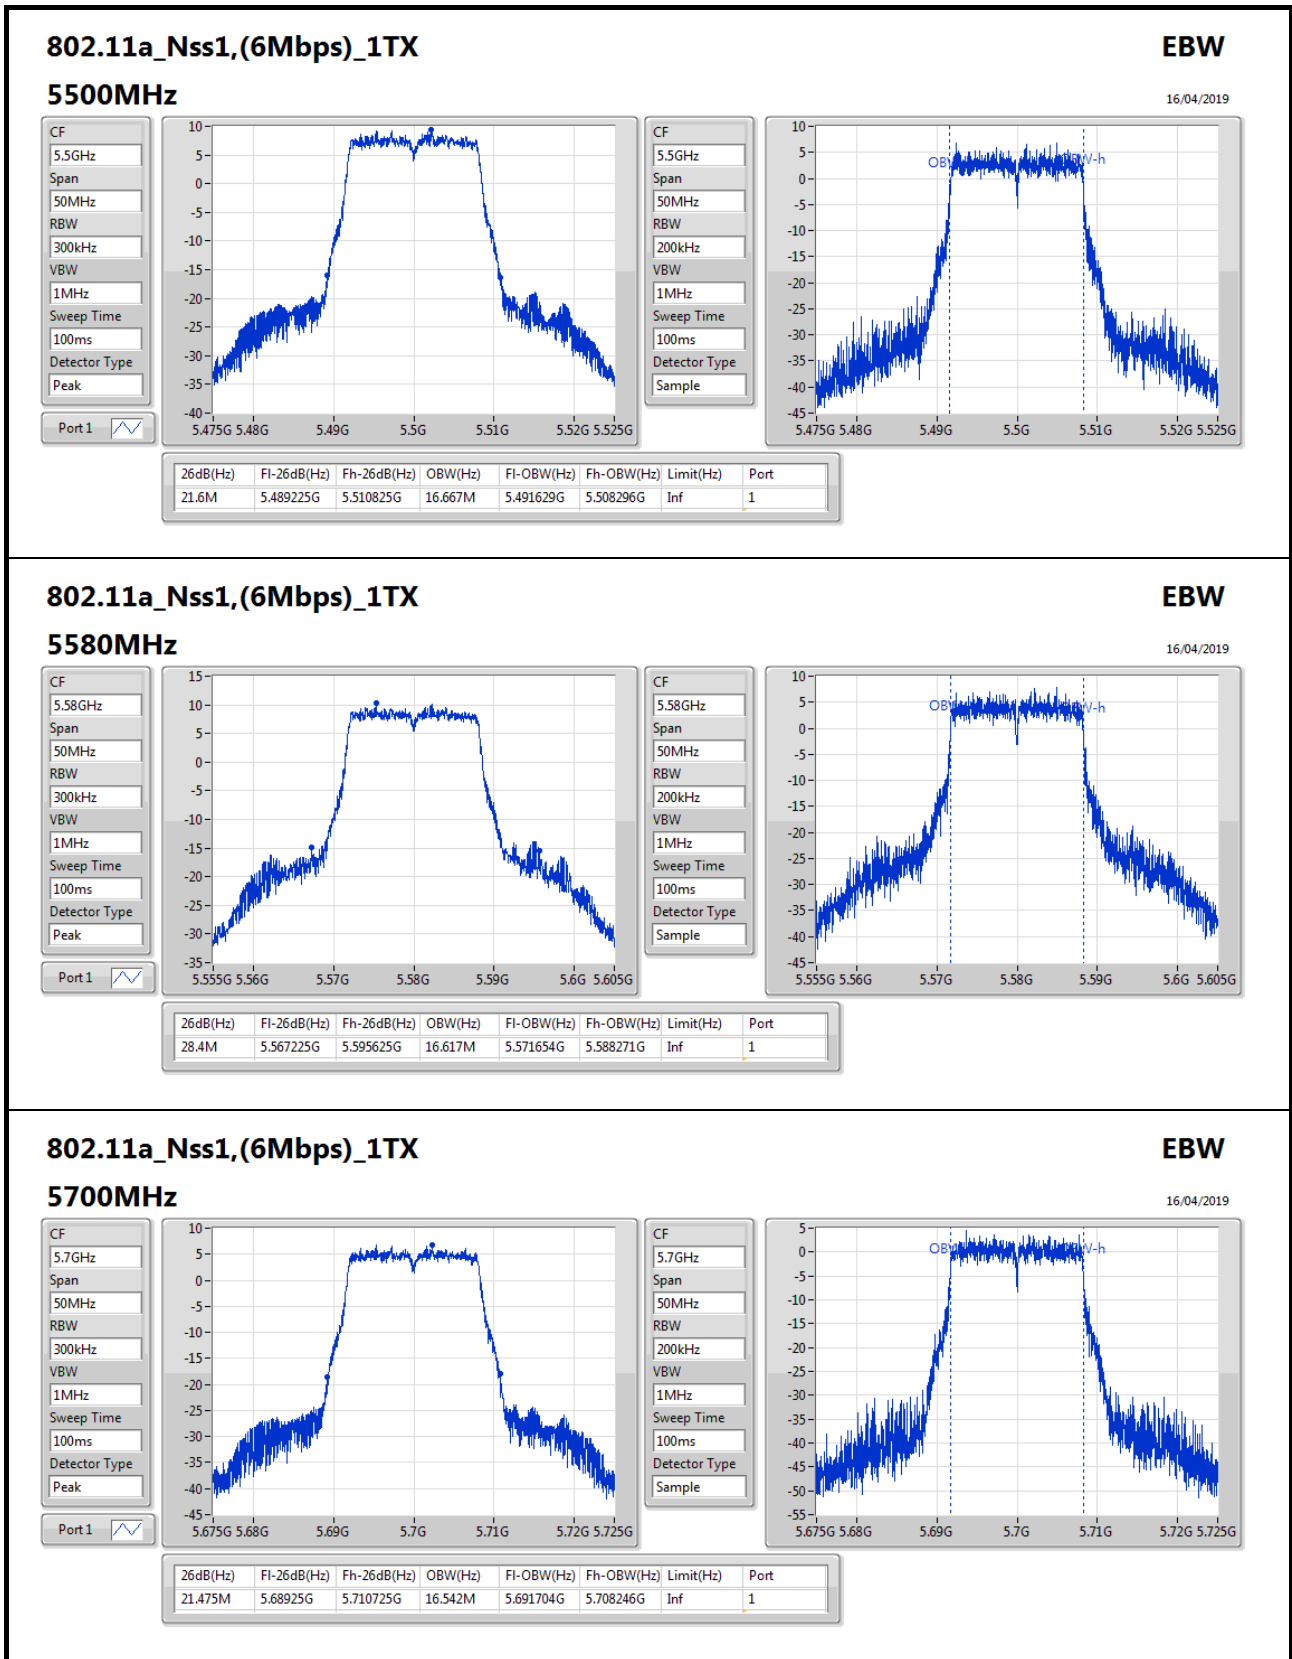 802.11a_Nss1,(6Mbps)_1TX EBW
5500MHz 16/04/2019
CF
5.5GHz
Span
50MHz
RBW
300kHz
VBW
1MHz
Sweep Time
100ms
Detector Type
Peak
Port 1
10
5
0
-5
-10
-15
-20
-25
-30
-35
-40
5.475G 5.48G 5.49G 5.5G 5.51G 5.52G 5.525G
CF
5.5GHz
Span
50MHz
RBW
200kHz
VBW
1MHz
Sweep Time
100ms
Detector Type
Sample
10
5
0
-5
-10
-15
-20
-25
-30
-35
-40
-45
5.475G 5.48G 5.49G 5.5G 5.51G 5.52G 5.525G
26dB(Hz) Fl-26dB(Hz) Fh-26dB(Hz) OBW(Hz) Fl-OBW(Hz) Fh-OBW(Hz) Limit(Hz) Port
21.6M 5.489225G 5.510825G 16.667M 5.491629G 5.508296G Inf 1
802.11a_Nss1,(6Mbps)_1TX EBW
5580MHz 16/04/2019
CF
5.58GHz
Span
50MHz
RBW
300kHz
VBW
1MHz
Sweep Time
100ms
Detector Type
Peak
Port 1
15
10
5
0
-5
-10
-15
-20
-25
-30
-35
5.555G 5.56G 5.57G 5.58G 5.59G 5.6G 5.605G
CF
5.58GHz
Span
50MHz
RBW
200kHz
VBW
1MHz
Sweep Time
100ms
Detector Type
Sample
10
5
0
-5
-10
-15
-20
-25
-30
-35
-40
-45
5.555G 5.56G 5.57G 5.58G 5.59G 5.6G 5.605G
26dB(Hz) Fl-26dB(Hz) Fh-26dB(Hz) OBW(Hz) Fl-OBW(Hz) Fh-OBW(Hz) Limit(Hz) Port
28.4M 5.567225G 5.595625G 16.617M 5.571654G 5.588271G Inf 1
802.11a_Nss1,(6Mbps)_1TX EBW
5700MHz 16/04/2019
CF
5.7GHz
Span
50MHz
RBW
300kHz
VBW
1MHz
Sweep Time
100ms
Detector Type
Peak
Port 1
10
5
0
-5
-10
-15
-20
-25
-30
-35
-40
-45
5.675G 5.68G 5.69G 5.7G 5.71G 5.72G 5.725G
CF
5.7GHz
Span
50MHz
RBW
200kHz
VBW
1MHz
Sweep Time
100ms
Detector Type
Sample
5
0
-5
-10
-15
-20
-25
-30
-35
-40
-45
-50
-55
5.675G 5.68G 5.69G 5.7G 5.71G 5.72G 5.725G
26dB(Hz) Fl-26dB(Hz) Fh-26dB(Hz) OBW(Hz) Fl-OBW(Hz) Fh-OBW(Hz) Limit(Hz) Port
21.475M 5.68925G 5.710725G 16.542M 5.691704G 5.708246G Inf 1